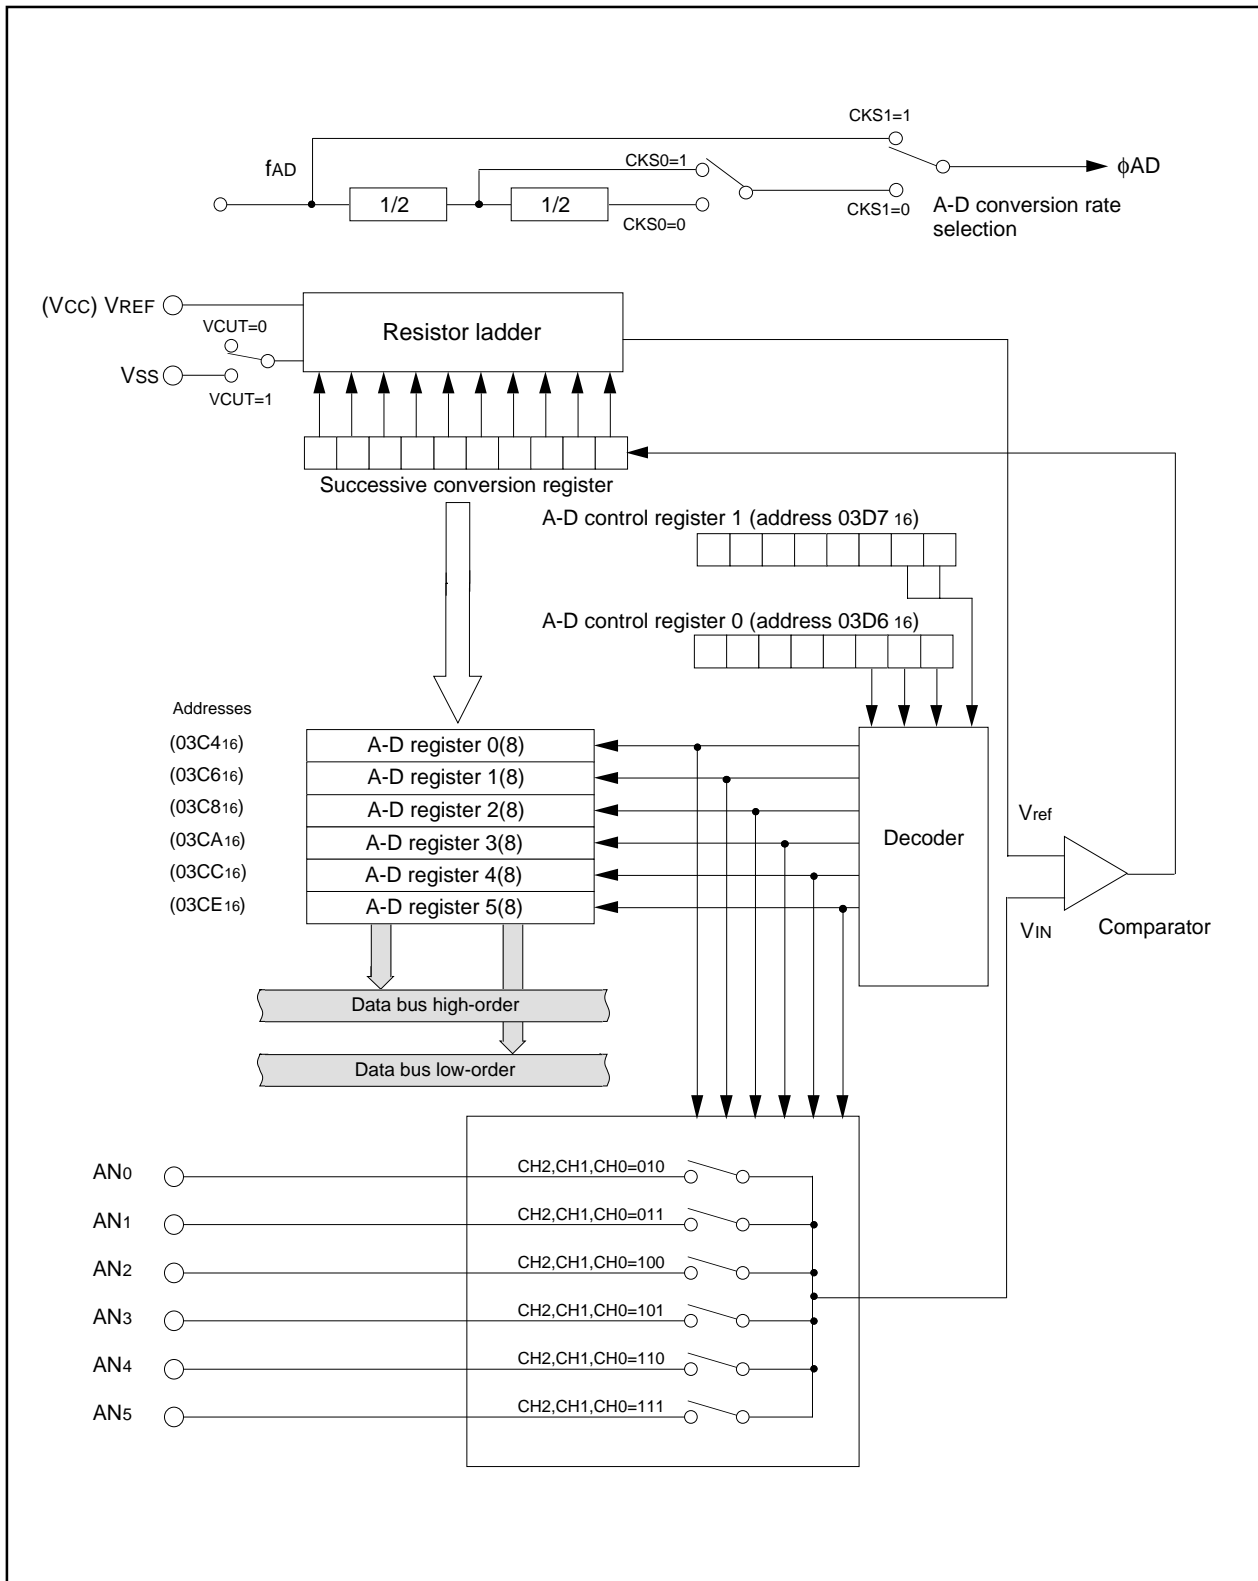 CKS1=1
fAD
CKS0=1
ϕAD
1/2
1/2
CKS0=0
CKS1=0
A-D conversion rate
selection
(VCC) VREF
VCUT=0
Resistor ladder
VSS
VCUT=1
Successive conversion register
A-D control register 1 (address 03D7 16)
A-D control register 0 (address 03D6 16)
Addresses
(03C416) A-D register 0(8)
(03C616) A-D register 1(8)
(03C816) A-D register 2(8)
(03CA16) A-D register 3(8)
(03CC16) A-D register 4(8)
(03CE16) A-D register 5(8)
Decoder
Vref
VIN
Comparator
Data bus high-order
Data bus low-order
AN0 CH2,CH1,CH0=010
AN1 CH2,CH1,CH0=011
AN2 CH2,CH1,CH0=100
AN3 CH2,CH1,CH0=101
AN4 CH2,CH1,CH0=110
AN5 CH2,CH1,CH0=111